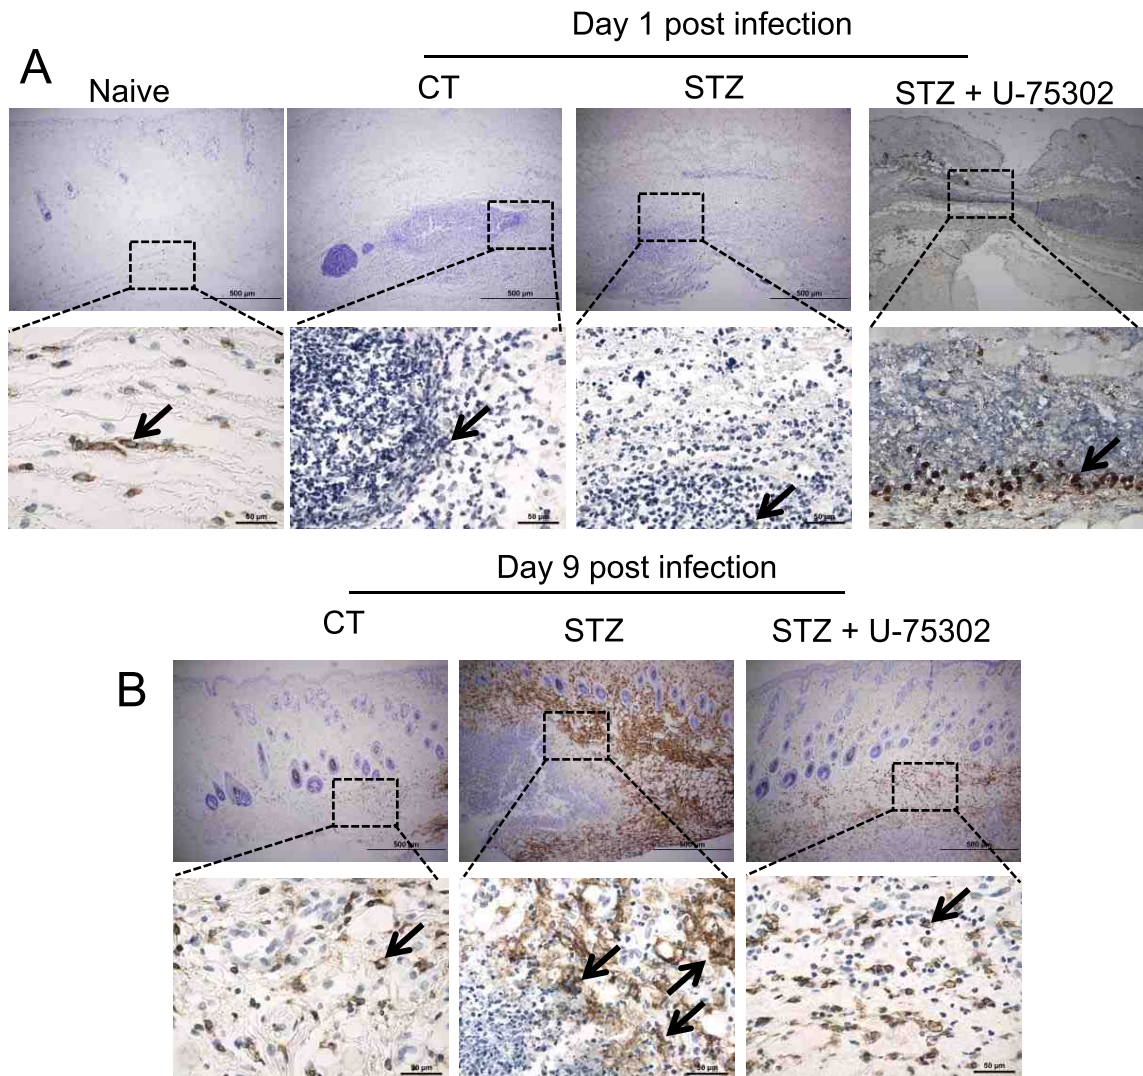 Day 1 post infection
A
Naive
CT
STZ
STZ + U-75302
500 µm
500 µm
500 µm
50 µm
50 µm
50 µm
Day 9 post infection
CT
STZ
STZ + U-75302
B
500 µm
500 µm
500 µm
50 µm
50 µm
50 µm